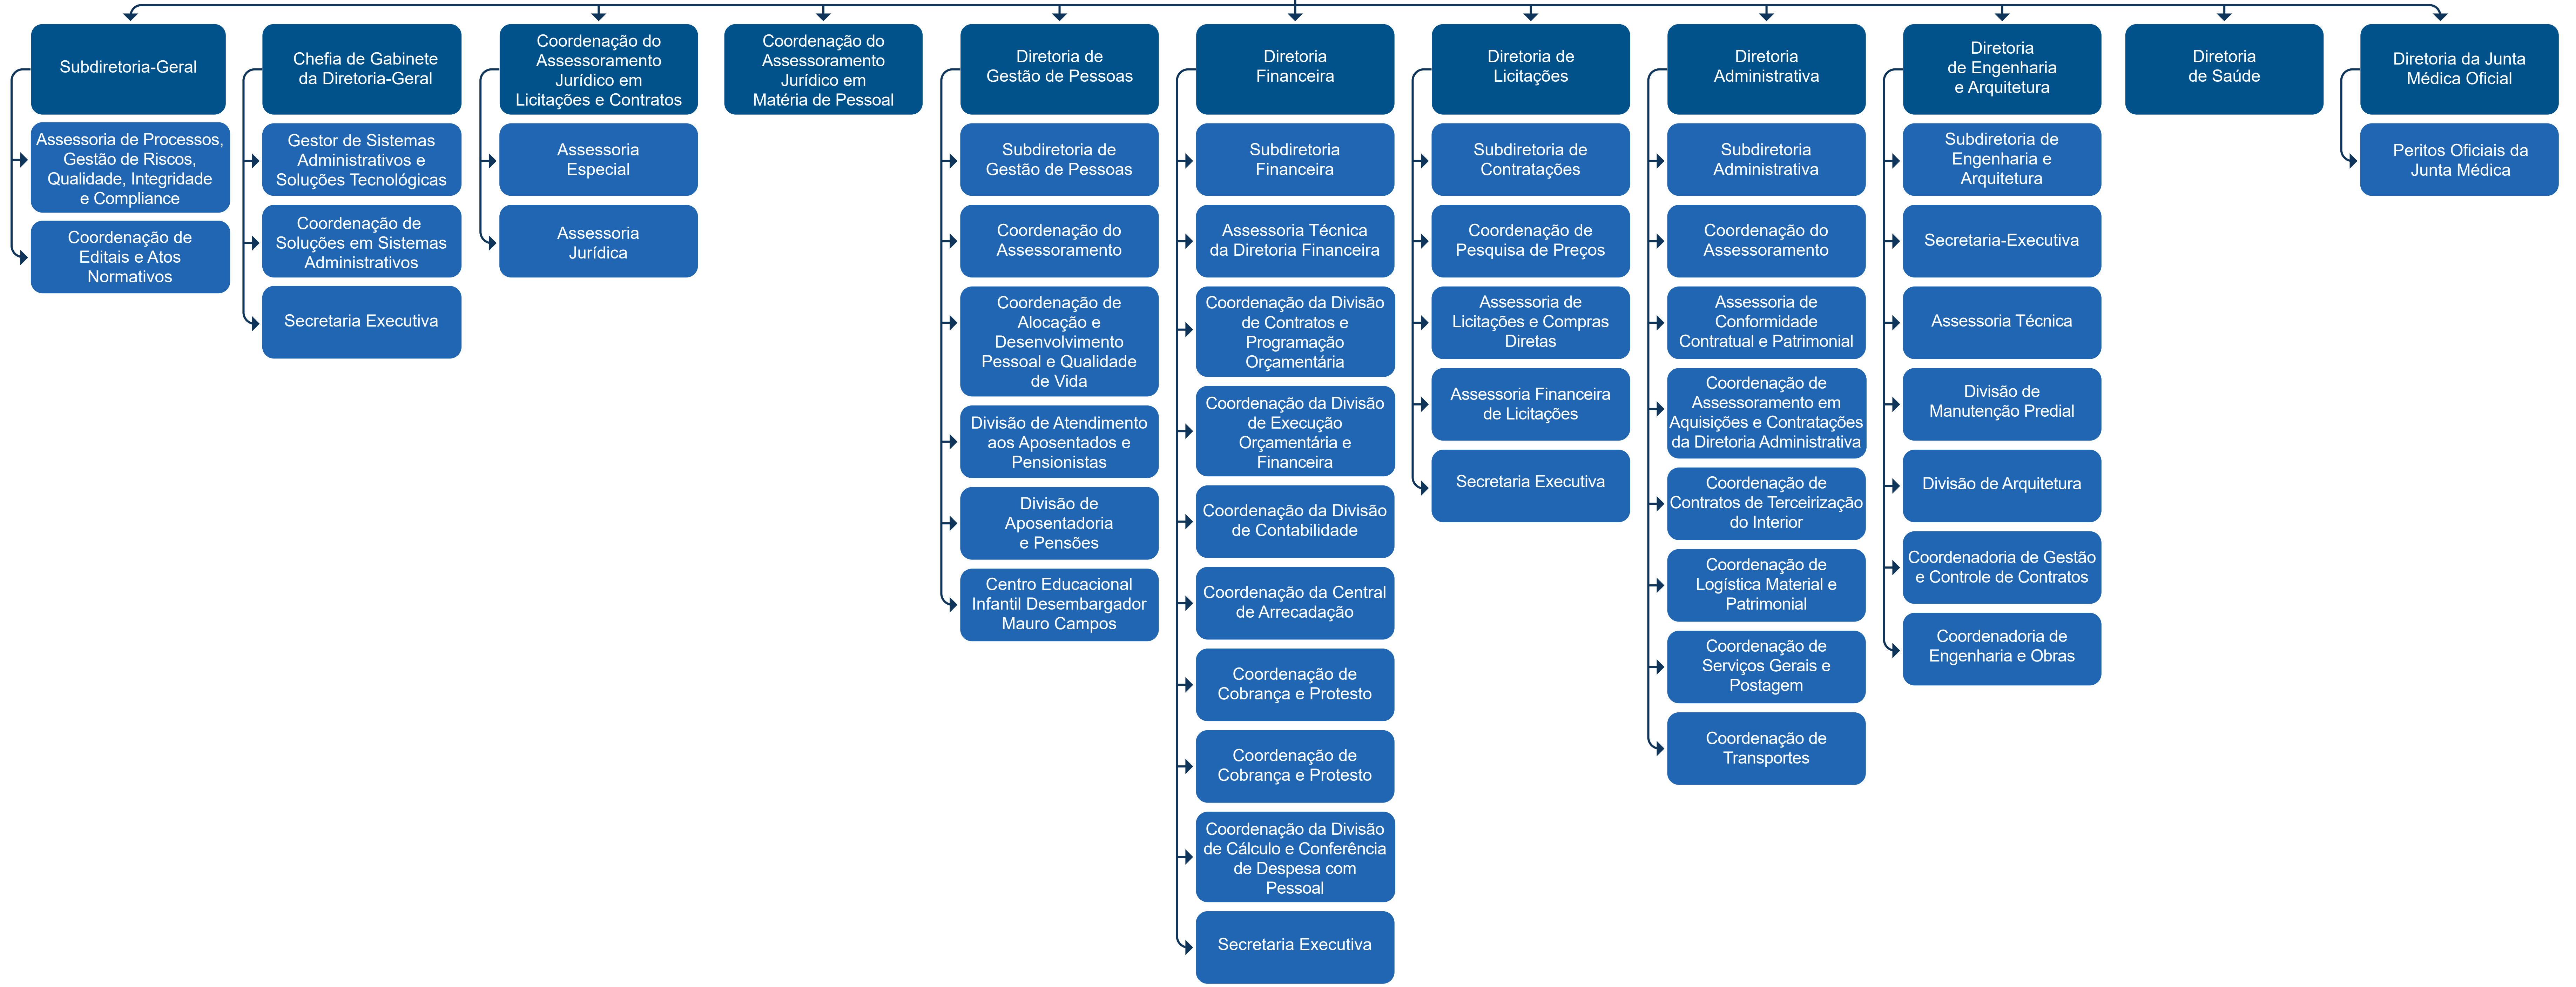 Subdiretoria-Geral
Assessoria de Processos,
Gestão de Riscos,
Qualidade, Integridade
e Compliance
Coordenação de
Editais e Atos
Normativos
Chefia de Gabinete
da Diretoria-Geral
Gestor de Sistemas
Administrativos e
Soluções Tecnológicas
Coordenação de
Soluções em Sistemas
Administrativos
Secretaria Executiva
Coordenação do
Assessoramento
Jurídico em
Licitações e Contratos
Assessoria
Especial
Assessoria
Jurídica
Coordenação do
Assessoramento
Jurídico em
Matéria de Pessoal
Diretoria de
Gestão de Pessoas
Subdiretoria de
Gestão de Pessoas
Coordenação do
Assessoramento
Coordenação de
Alocação e
Desenvolvimento
Pessoal e Qualidade
de Vida
Divisão de Atendimento
aos Aposentados e
Pensionistas
Divisão de
Aposentadoria
e Pensões
Centro Educacional
Infantil Desembargador
Mauro Campos
Diretoria
Financeira
Subdiretoria
Financeira
Assessoria Técnica
da Diretoria Financeira
Coordenação da Divisão
de Contratos e
Programação
Orçamentária
Coordenação da Divisão
de Execução
Orçamentária e
Financeira
Coordenação da Divisão
de Contabilidade
Coordenação da Central
de Arrecadação
Coordenação de
Cobrança e Protesto
Coordenação de
Cobrança e Protesto
Coordenação da Divisão
de Cálculo e Conferência
de Despesa com
Pessoal
Secretaria Executiva
Diretoria de
Licitações
Subdiretoria de
Contratações
Coordenação de
Pesquisa de Preços
Assessoria de
Licitações e Compras
Diretas
Assessoria Financeira
de Licitações
Secretaria Executiva
Diretoria
Administrativa
Subdiretoria
Administrativa
Coordenação do
Assessoramento
Assessoria de
Conformidade
Contratual e Patrimonial
Coordenação de
Assessoramento em
Aquisições e Contratações
da Diretoria Administrativa
Coordenação de
Contratos de Terceirização
do Interior
Coordenação de
Logística Material e
Patrimonial
Coordenação de
Serviços Gerais e
Postagem
Coordenação de
Transportes
Diretoria
de Engenharia
e Arquitetura
Subdiretoria de
Engenharia e
Arquitetura
Secretaria-Executiva
Assessoria Técnica
Divisão de
Manutenção Predial
Divisão de Arquitetura
Coordenadoria de Gestão
e Controle de Contratos
Coordenadoria de
Engenharia e Obras
Diretoria
de Saúde
Diretoria da Junta
Médica Oficial
Peritos Oficiais da
Junta Médica